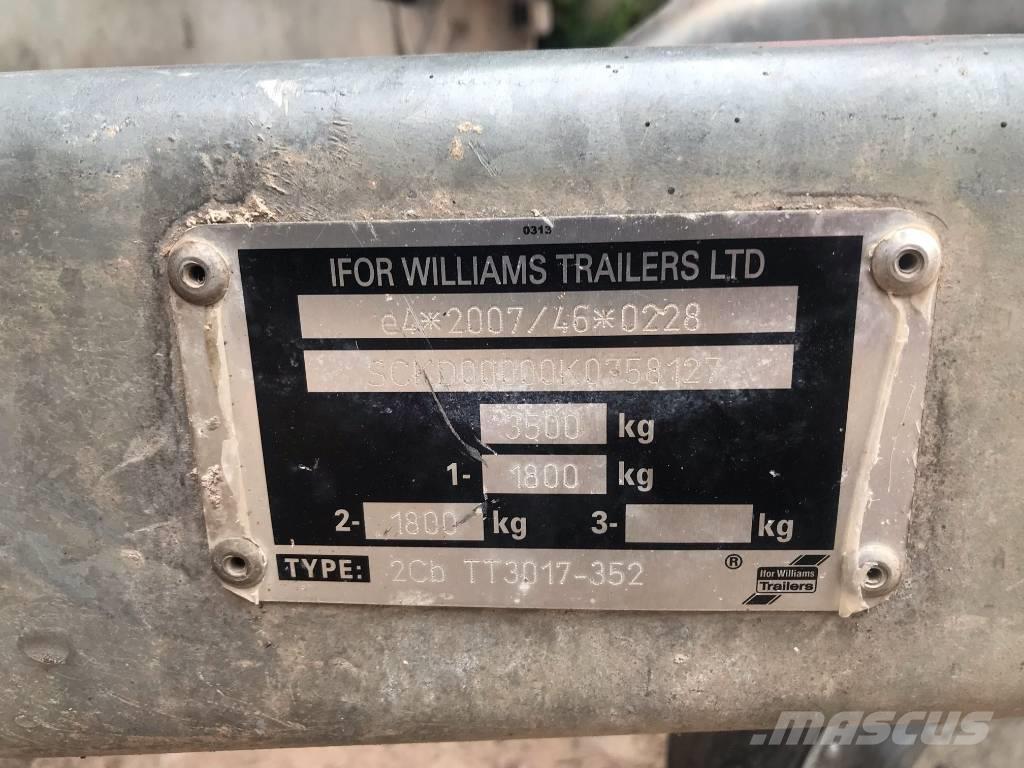 0313
IFOR WILLIAMS TRAILERS LTD
e4*2007/46*0228
SCKD00000K0358127
3500 kg
1- 1800 kg
2- 1800 kg 3- kg
TYPE: 2Cb TT3017-352 ®
Ifor Williams
Trailers
MASCUS